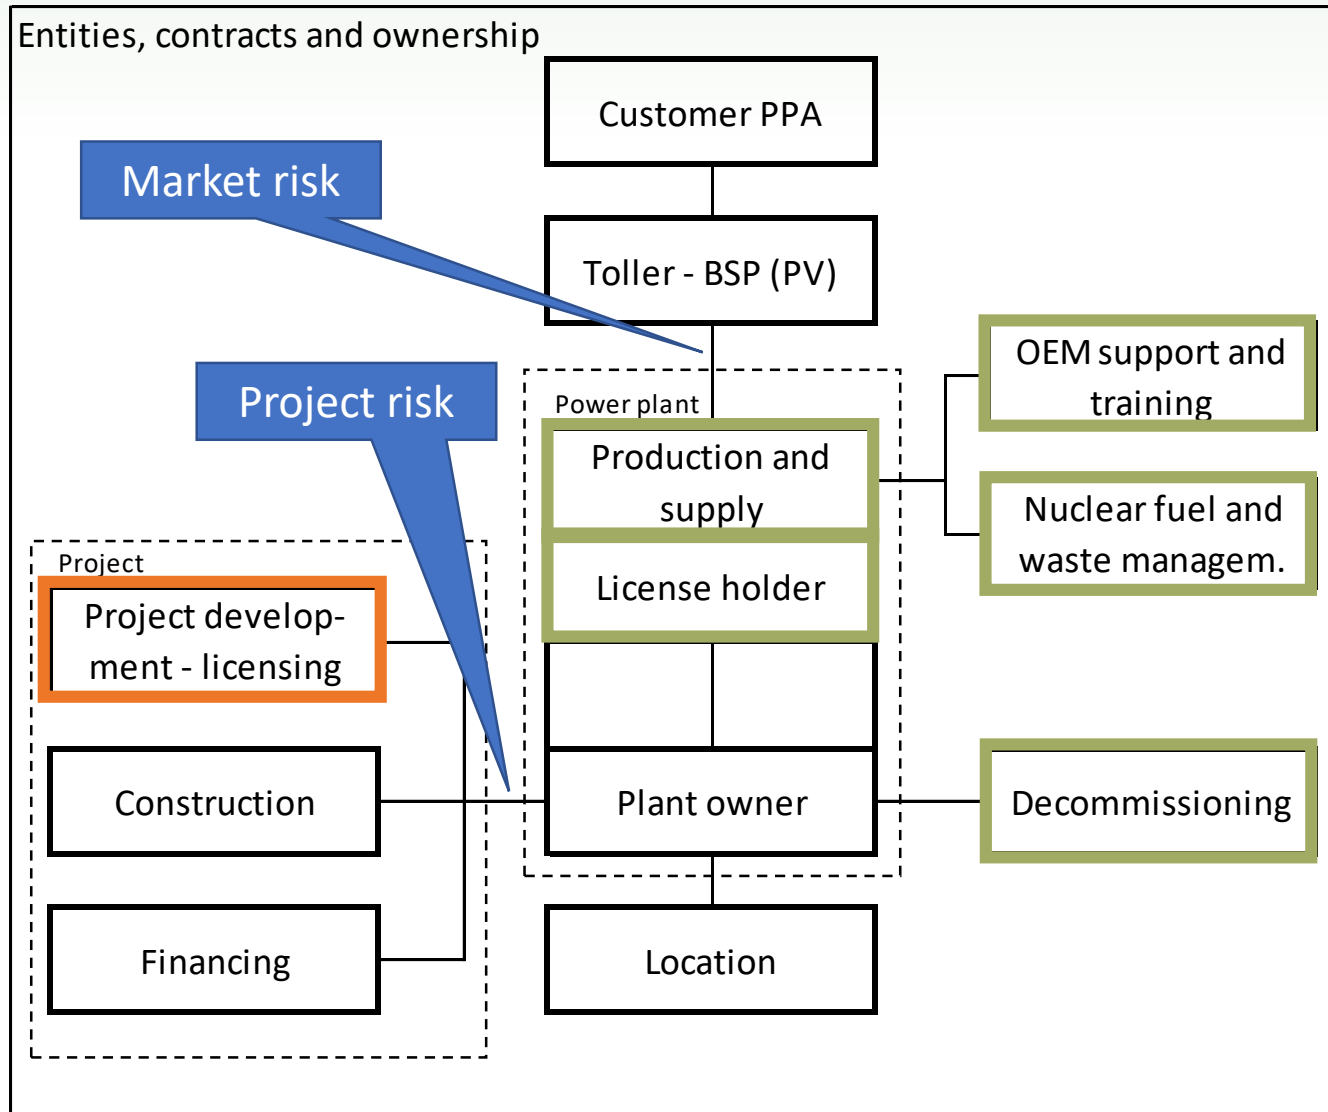 Entities, contracts and ownership
Customer PPA
Market risk
Toller - BSP (PV)
OEM support and
training
Project risk
Power plant
Production and
supply
Nuclear fuel and
waste managem.
Project
License holder
Project develop-
ment - licensing
Construction
Plant owner
Decommissioning
Financing
Location